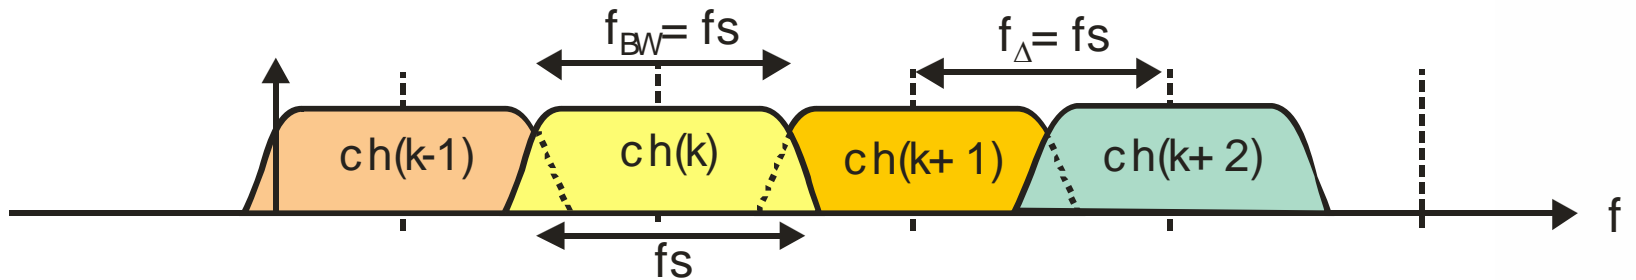 f_BW= fs
f_Δ= fs
ch(k-1)
ch(k)
ch(k+ 1)
ch(k+ 2)
f
fs